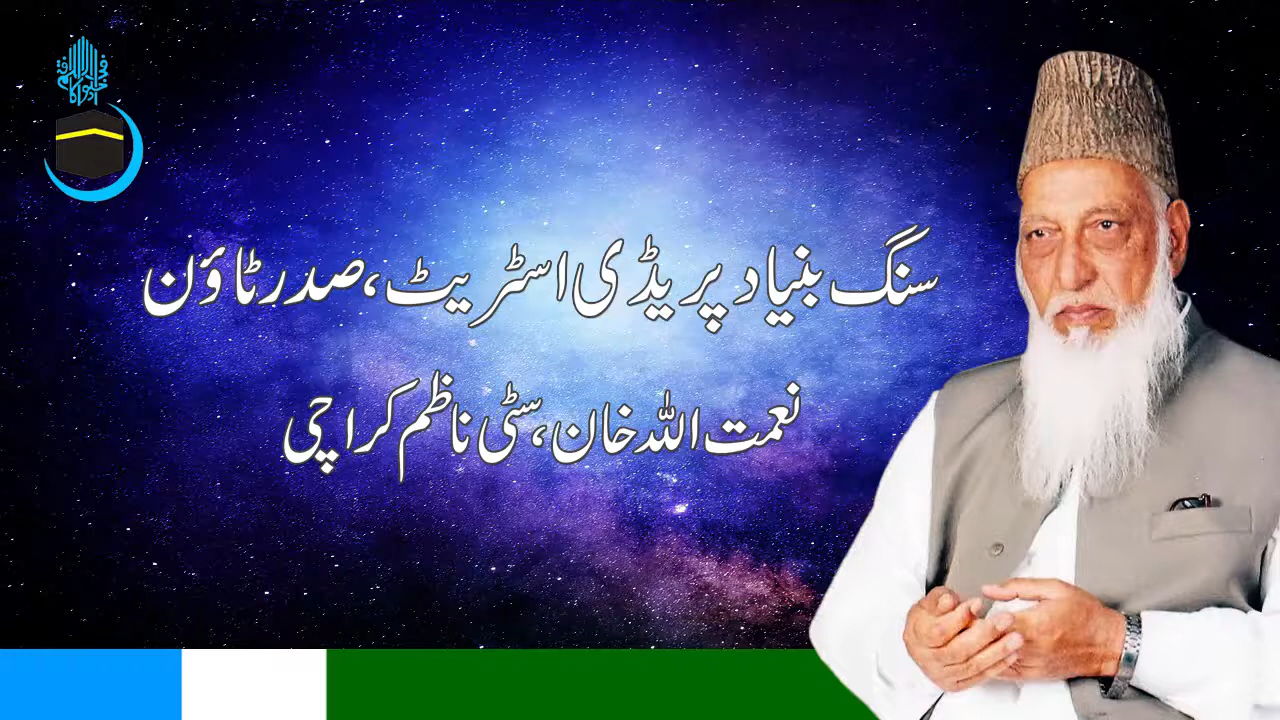 سنگ بنیاد پریڈی اسٹریٹ، صدر ٹاؤن
نعمت اللہ خان، سٹی ناظم کراچی